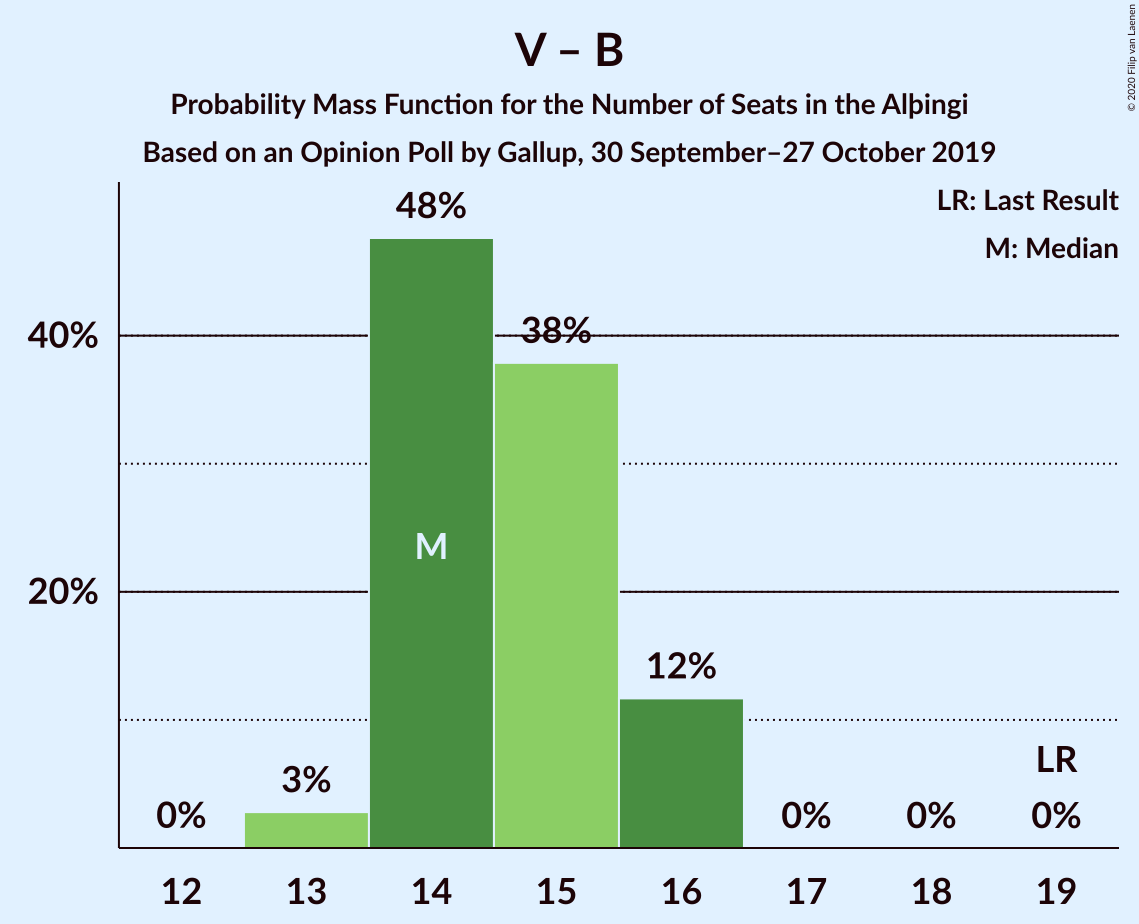 V – B
Probability Mass Function for the Number of Seats in the Alþingi
Based on an Opinion Poll by Gallup, 30 September–27 October 2019
© 2020 Filip van Laenen
LR: Last Result
M: Median
48%
40%
38%
M
20%
12%
LR
3%
0%
0%
0%
0%
12
13
14
15
16
17
18
19